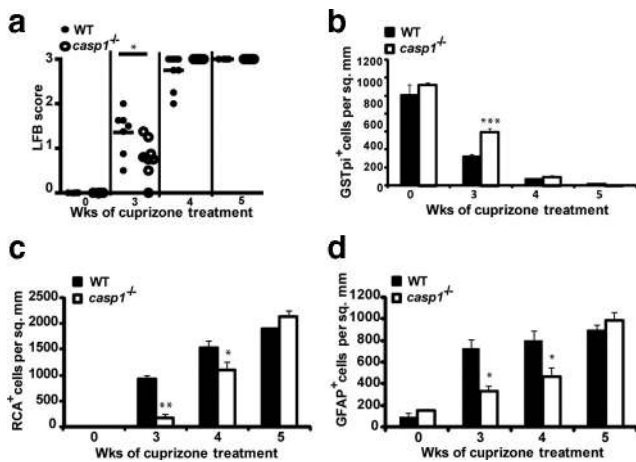 a
WT
casp1-/-
*
3
2
1
0
LFB score
0 3 4 5
Wks of cuprizone treatment
b
WT
casp1-/-
1200
1000
800
600
400
200
0
GSTpi+cells per sq. mm
***
0 3 4 5
Wks of cuprizone treatment
c
WT
casp1-/-
2500
2000
1500
1000
500
0
RCA+cells per sq. mm
**
*
0 3 4 5
Wks of cuprizone treatment
d
WT
casp1-/-
1200
1000
800
600
400
200
0
GFAP+cells per sq. mm
*
*
0 3 4 5
Wks of cuprizone treatment